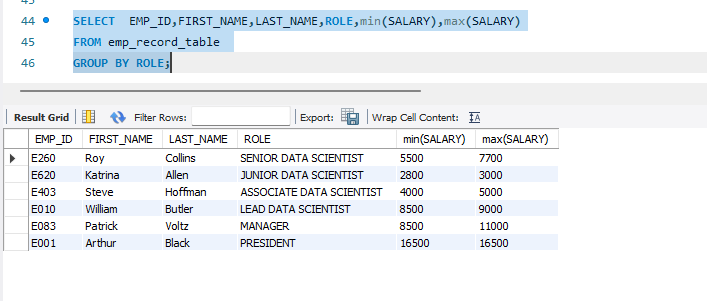 44 SELECT EMP_ID,FIRST_NAME,LAST_NAME,ROLE,min(SALARY),max(SALARY)
45 FROM emp_record_table
46 GROUP BY ROLE;
Result Grid Filter Rows: Export: Wrap Cell Content: IA
EMP_ID FIRST_NAME LAST_NAME ROLE min(SALARY) max(SALARY)
E260 Roy Collins SENIOR DATA SCIENTIST 5500 7700
E620 Katrina Allen JUNIOR DATA SCIENTIST 2800 3000
E403 Steve Hoffman ASSOCIATE DATA SCIENTIST 4000 5000
E010 William Butler LEAD DATA SCIENTIST 8500 9000
E083 Patrick Voltz MANAGER 8500 11000
E001 Arthur Black PRESIDENT 16500 16500